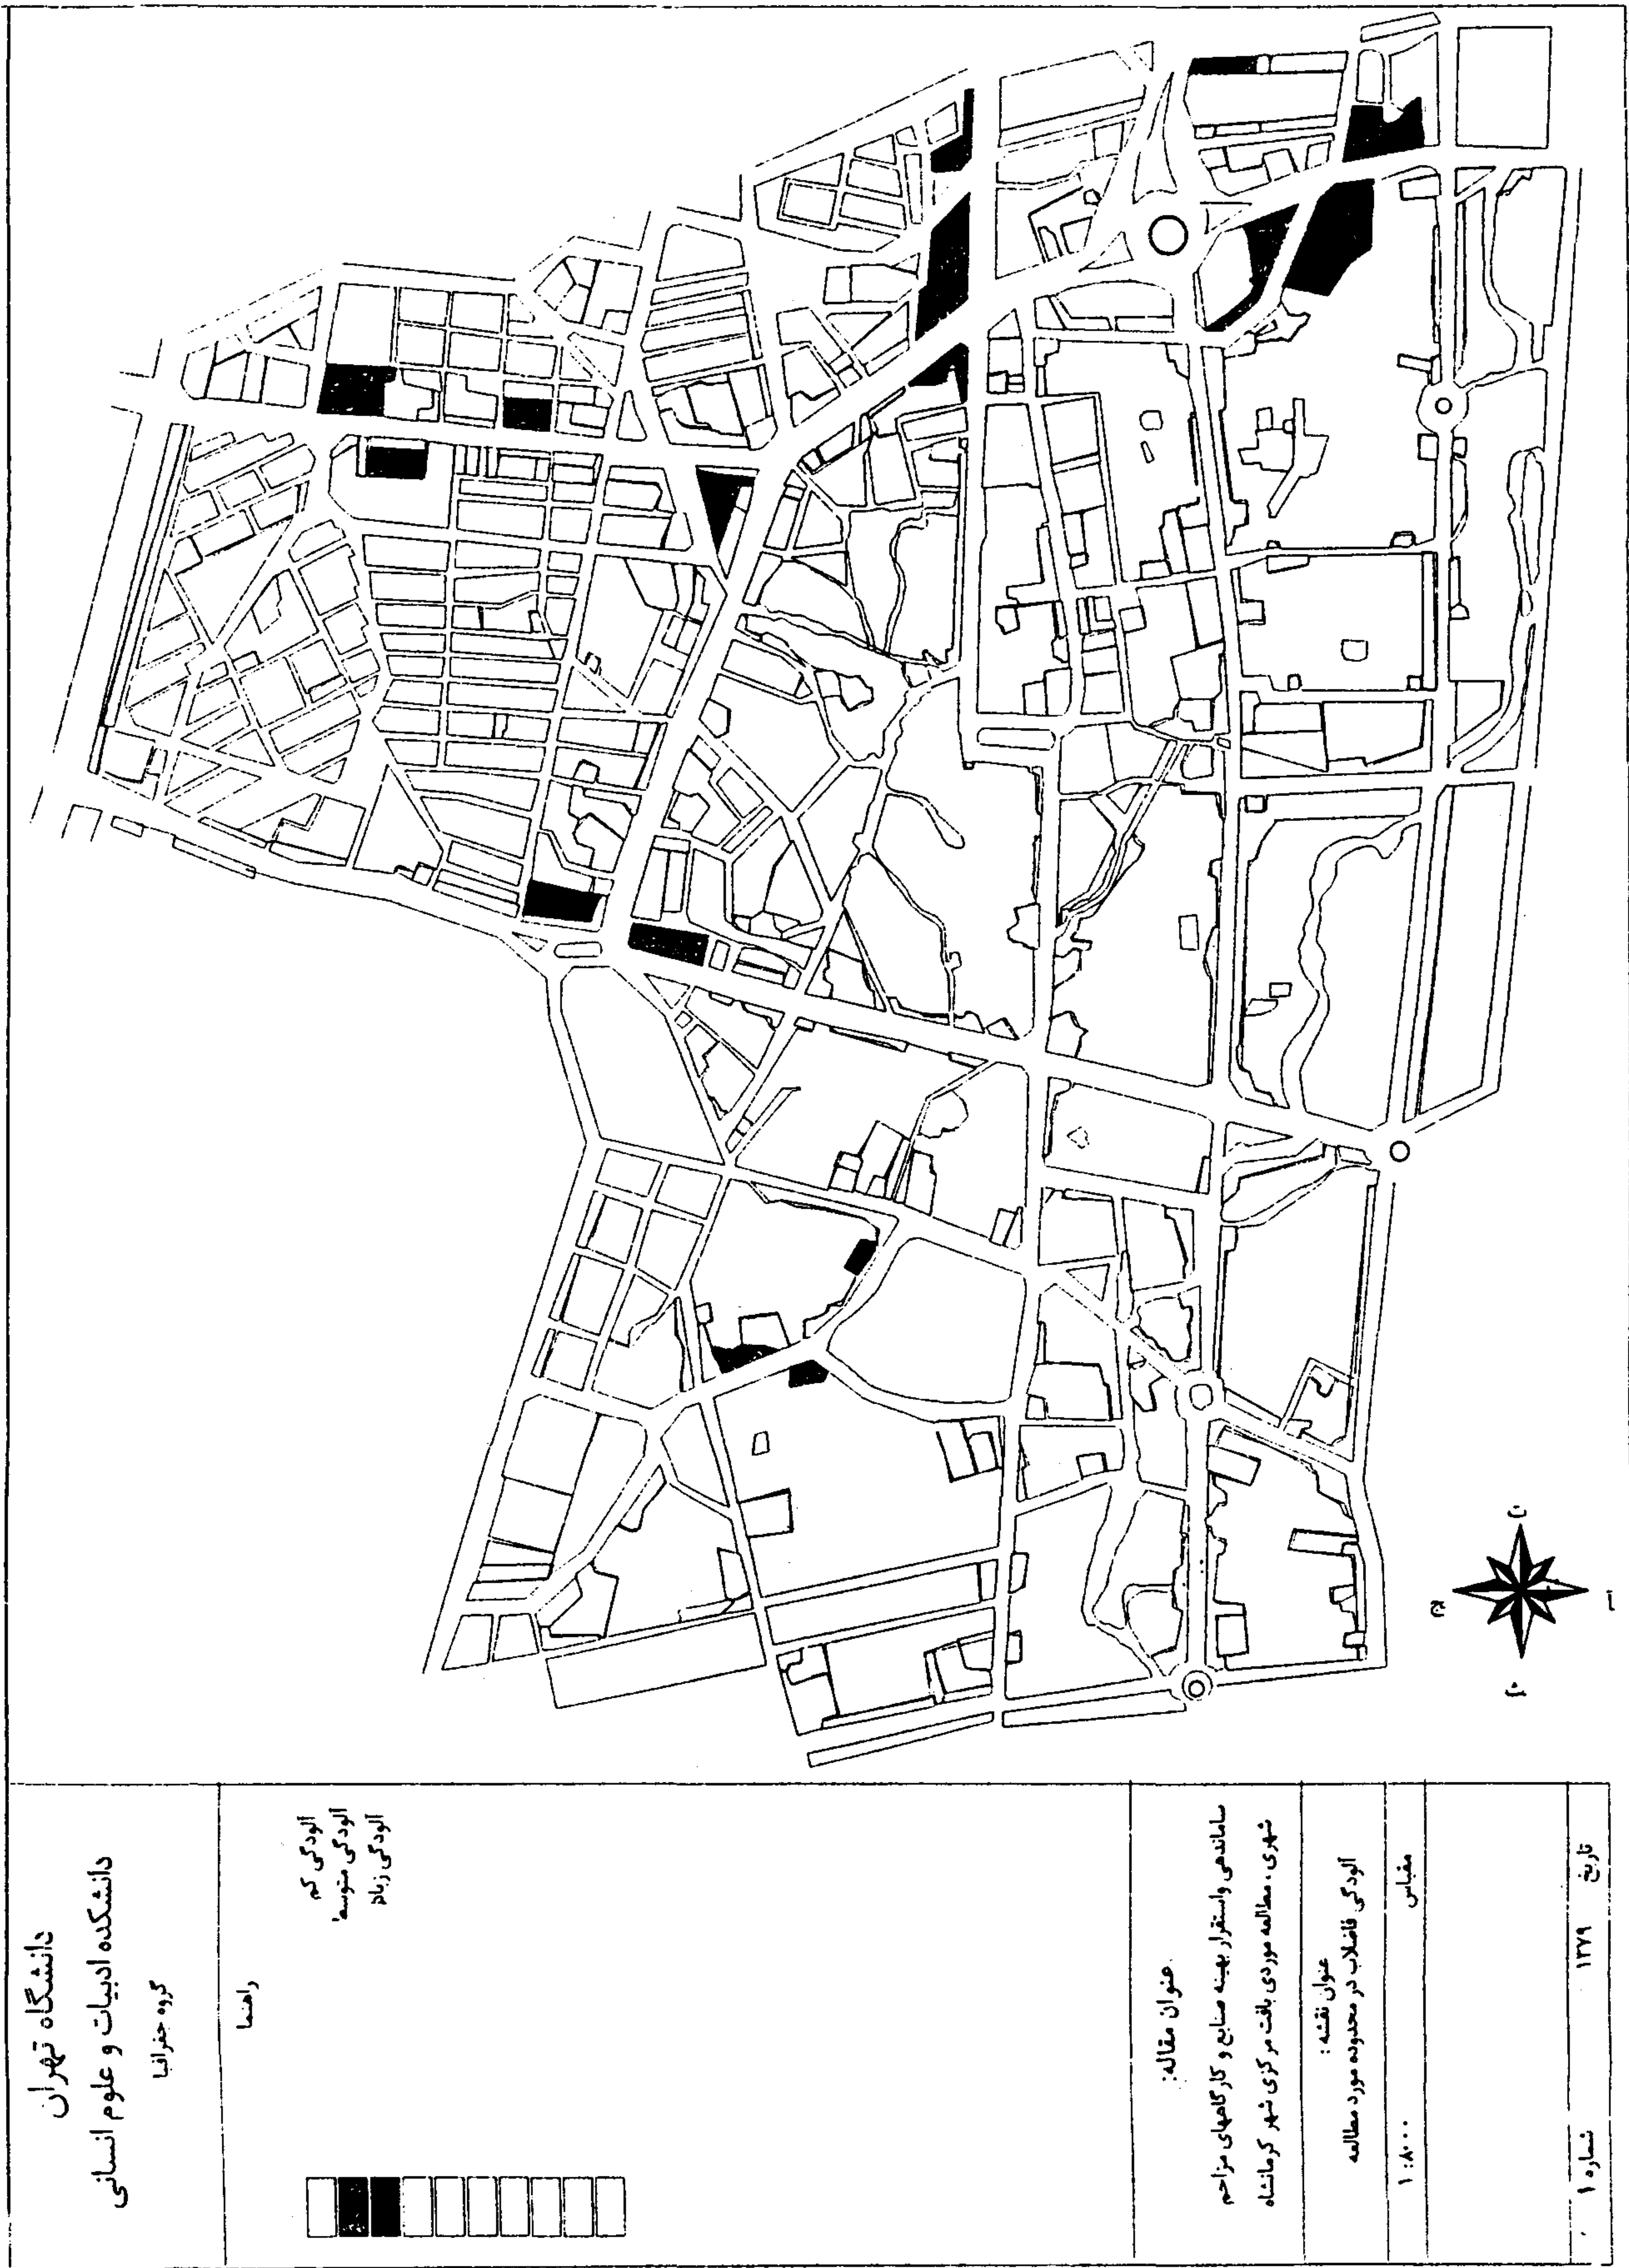 دانشگاه تهران
دانشکده ادبیات و علوم انسانی
گروه جغرافیا
راهنما
آلودگی کم
آلودگی متوسط
آلودگی زیاد
عنوان مقاله:
ساماندهی واستقرار بهینه صنایع و کارگاههای مزاحم
شهری ، مطالعه موردی بافت مرکزی شهر کرمانشاه
عنوان نقشه :
آلودگی فاضلاب در محدوده مورد مطالعه
مقیاس
۱:۸۰۰۰
تاریخ ۱۳۷۹
شماره ۱